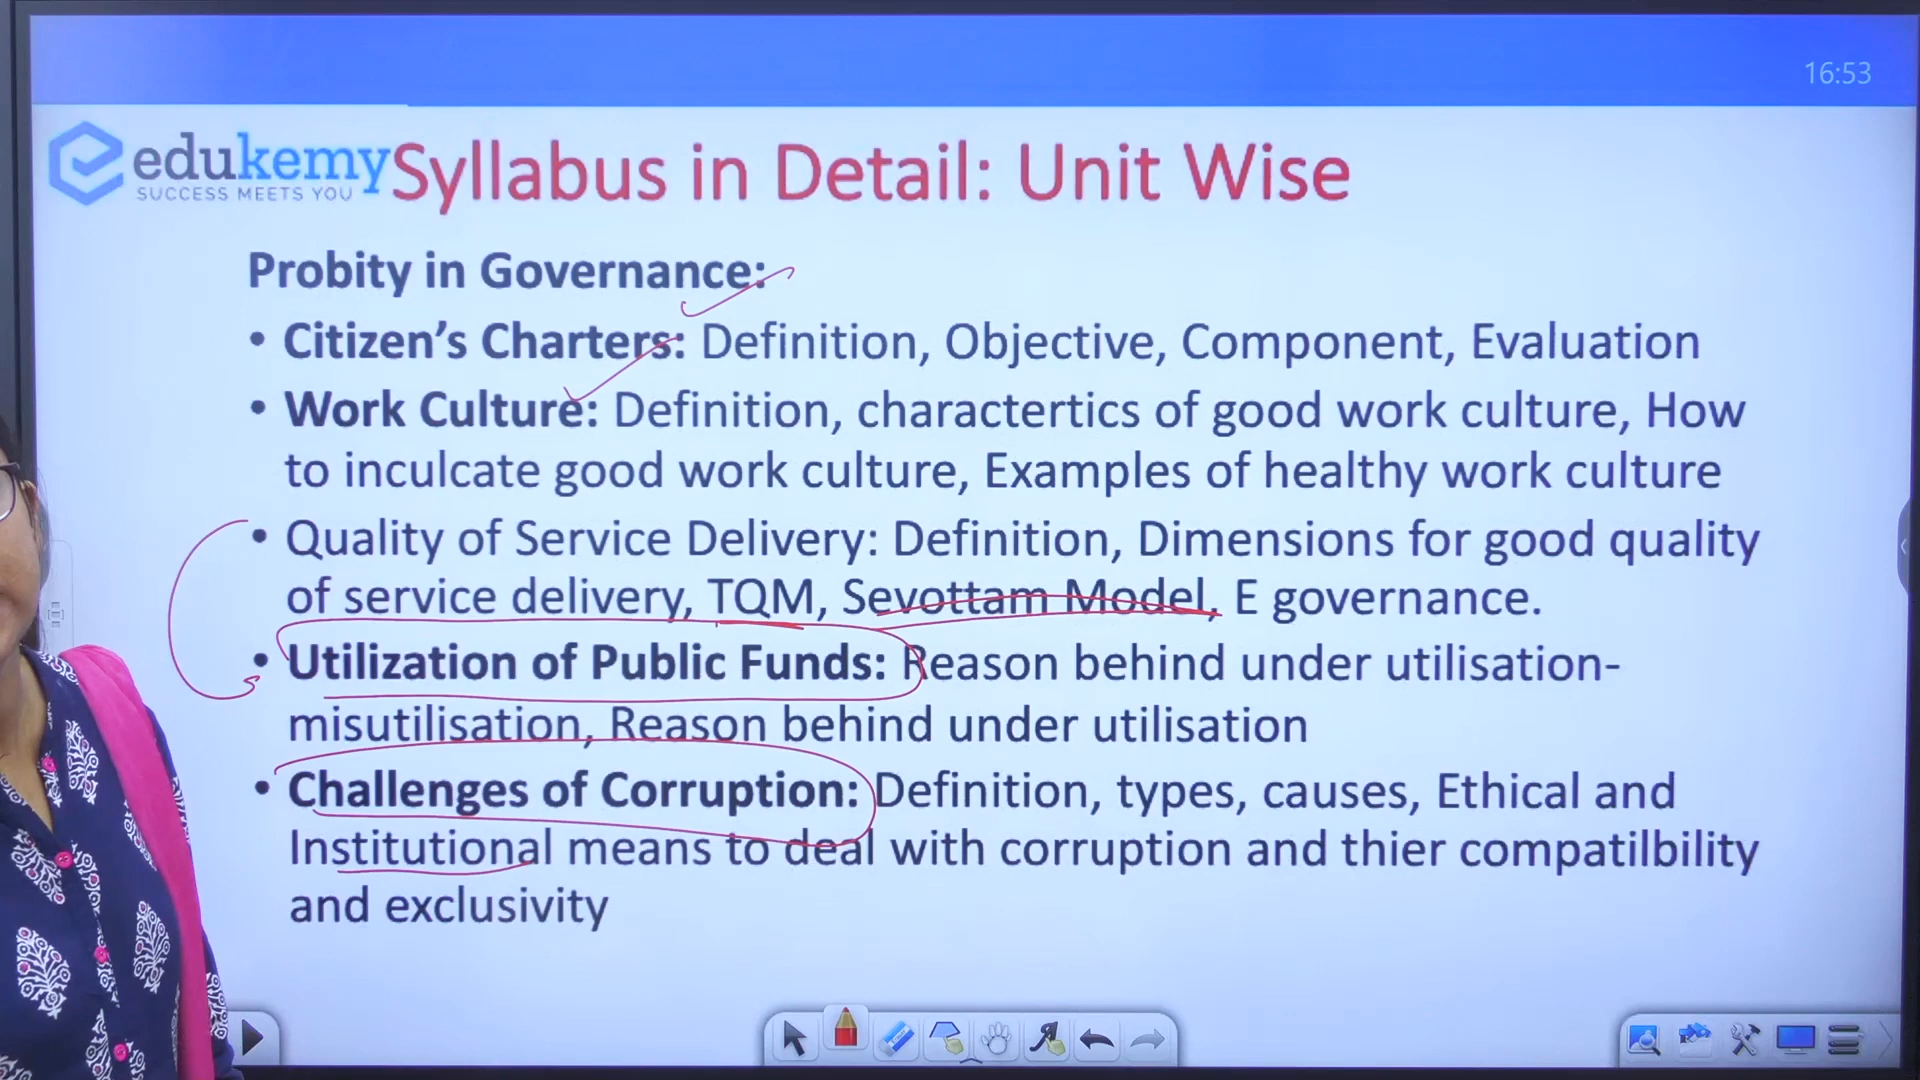 16:53
edukemy
SUCCESS MEETS YOU
Syllabus in Detail: Unit Wise
Probity in Governance:
• Citizen's Charters: Definition, Objective, Component, Evaluation
• Work Culture: Definition, charactertics of good work culture, How
to inculcate good work culture, Examples of healthy work culture
• Quality of Service Delivery: Definition, Dimensions for good quality
of service delivery, TQM, Sevottam Model, E governance.
• Utilization of Public Funds: Reason behind under utilisation-
misutilisation, Reason behind under utilisation
• Challenges of Corruption: Definition, types, causes, Ethical and
Institutional means to deal with corruption and thier compatilbility
and exclusivity